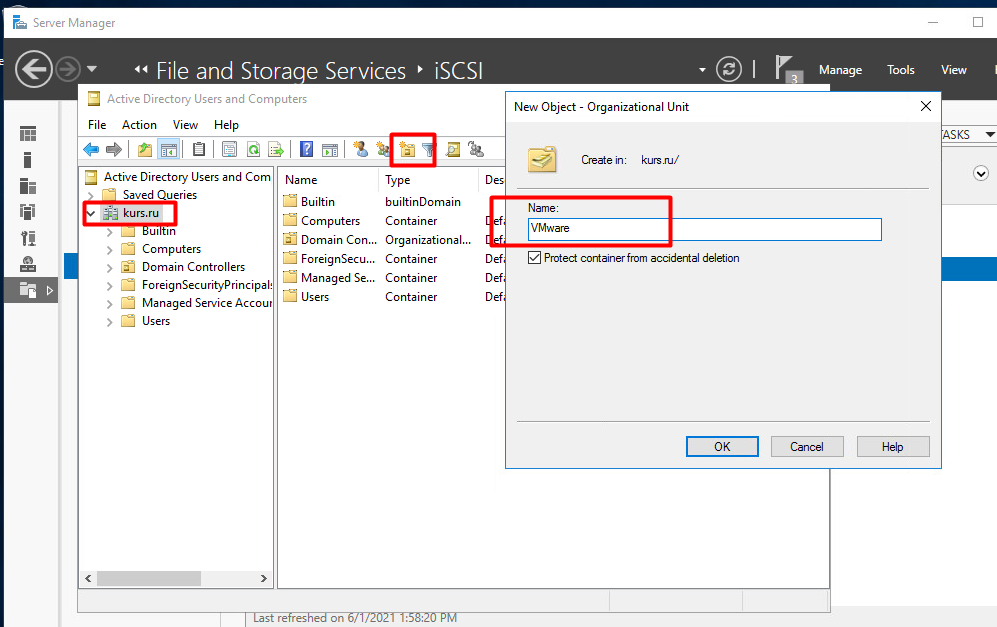 Server Manager
File and Storage Services
iSCSI
3
Manage
Tools
View
Active Directory Users and Computers
File
Action
View
Help
Active Directory Users and Com
Saved Queries
kurs.ru
Builtin
Computers
Domain Controllers
ForeignSecurityPrincipals
Managed Service Accour
Users
Name
Type
Des
Builtin
builtinDomain
Computers
Container
Defa
Domain Con...
Organizational...
Defa
ForeignSecu...
Container
Defa
Managed Se...
Container
Defa
Users
Container
Defa
New Object - Organizational Unit
Create in:
kurs.ru/
Name:
VMware
Protect container from accidental deletion
OK
Cancel
Help
TASKS
Last refreshed on 6/1/2021 1:58:20 PM